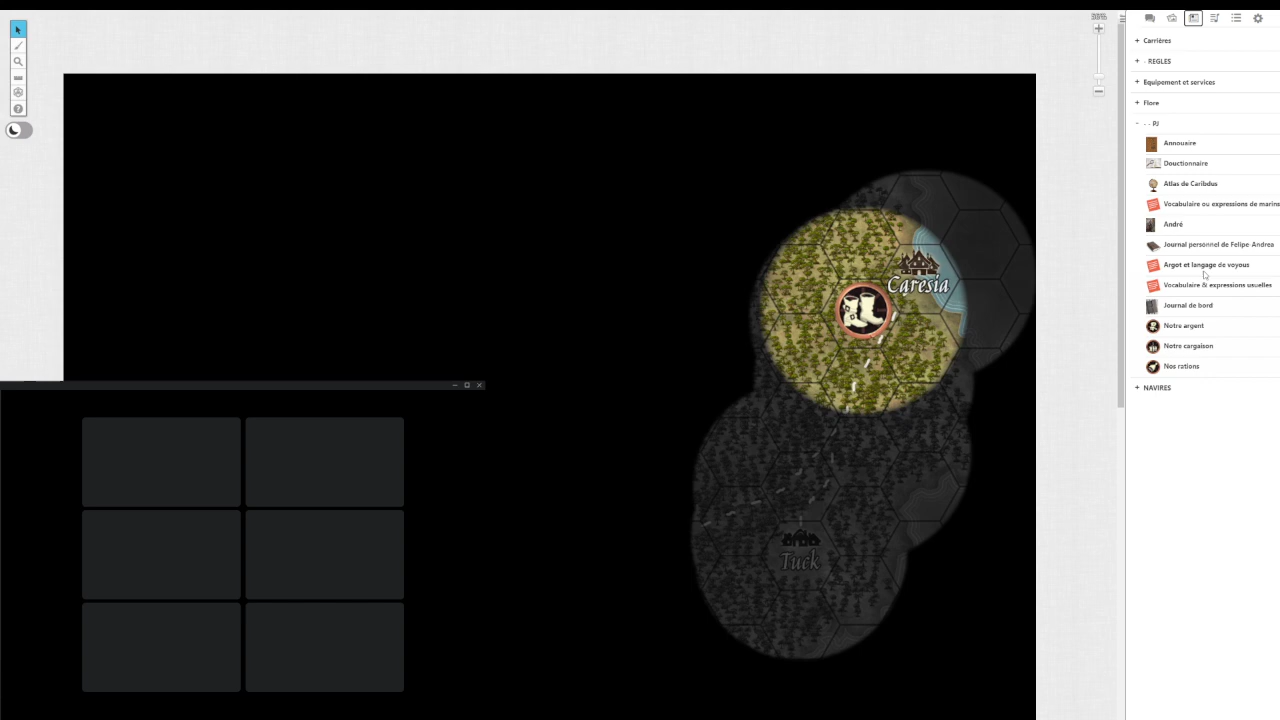 Carrières
- REGLES
Equipement et services
Flore
- - PJ
Annouaire
Douctionnaire
Atlas de Caribdus
Vocabulaire ou expressions de marins
André
Journal personnel de Felipe Andrea
Argot et langage de voyous
Vocabulaire & expressions usuelles
Journal de bord
Notre argent
Notre cargaison
Nos rations
NAVIRES
Caresia
Tuck